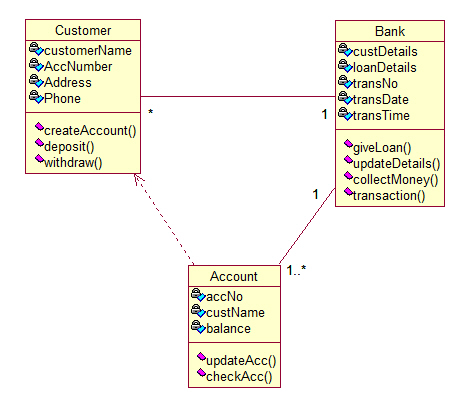 Customer
customerName
AccNumber
Address
Phone
createAccount()
deposit()
withdraw()
*
1
Bank
custDetails
loanDetails
transNo
transDate
transTime
giveLoan()
updateDetails()
collectMoney()
transaction()
1
1..*
Account
accNo
custName
balance
updateAcc()
checkAcc()